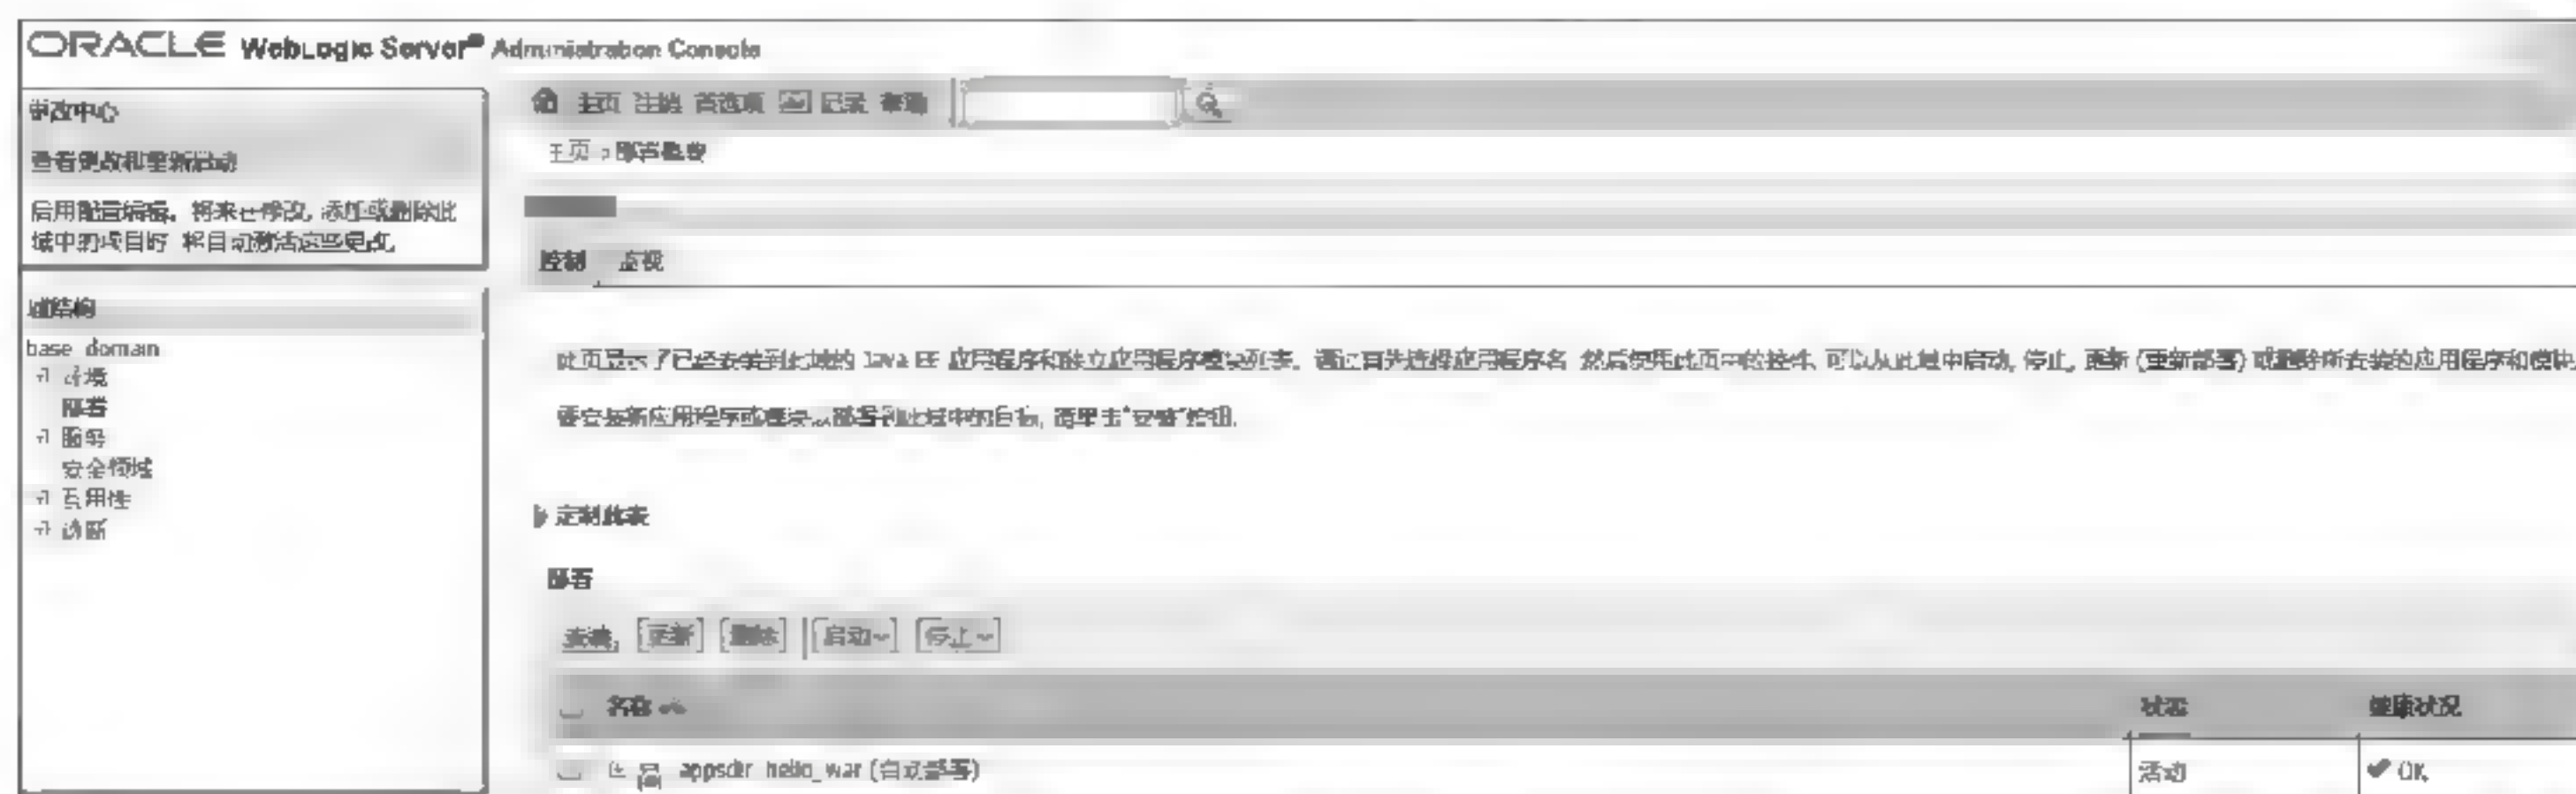 ORACLE WebLogic Server® Administration Console
更改中心
查看更改和重新启动
启用配置编辑。将来在修改, 添加或删除此
域中的项目时, 将自动激活这些更改。
域结构
base_domain
环境
部署
服务
安全领域
互用性
诊断
主页 注销 首选项 记录 帮助
主页 > 部署概要
控制 监视
此页显示了已经安装到此域的 Java EE 应用程序和独立应用程序模块列表。通过首先选择应用程序名, 然后使用此页中的控件, 可以从此域中启动, 停止, 更新 (重新部署) 或删除所安装的应用程序和模块
要安装新应用程序或模块以部署到此域中的目标, 请单击"安装"按钮。
定制此表
部署
安装 更新 删除 启动 停止
名称 状态 健康状况
appsdir_hello_war (自动部署) 活动 OK